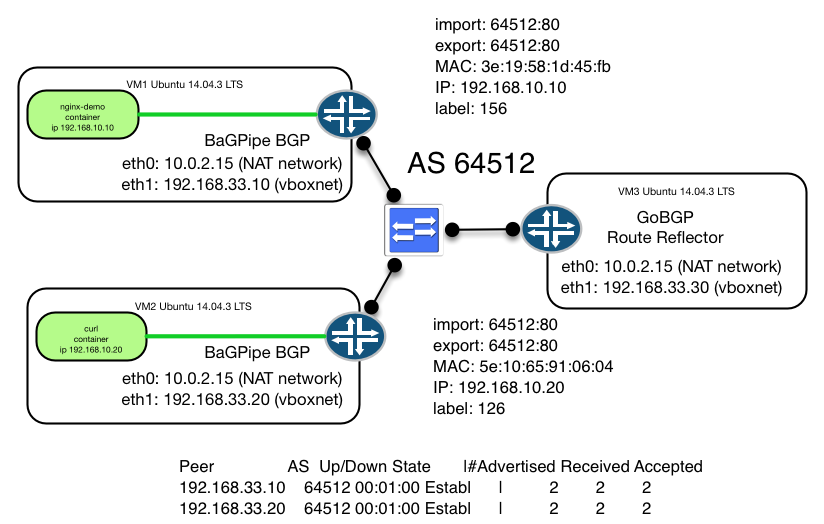 import: 64512:80
export: 64512:80
MAC: 3e:19:58:1d:45:fb
IP: 192.168.10.10
label: 156
VM1 Ubuntu 14.04.3 LTS
nginx-demo
container
ip 192.168.10.10
BaGPipe BGP
eth0: 10.0.2.15 (NAT network)
eth1: 192.168.33.10 (vboxnet)
AS 64512
VM3 Ubuntu 14.04.3 LTS
GoBGP
Route Reflector
eth0: 10.0.2.15 (NAT network)
eth1: 192.168.33.30 (vboxnet)
VM2 Ubuntu 14.04.3 LTS
curl
container
ip 192.168.10.20
BaGPipe BGP
eth0: 10.0.2.15 (NAT network)
eth1: 192.168.33.20 (vboxnet)
import: 64512:80
export: 64512:80
MAC: 5e:10:65:91:06:04
IP: 192.168.10.20
label: 126
Peer AS Up/Down State |#Advertised Received Accepted
192.168.33.10 64512 00:01:00 Establ | 2 2 2
192.168.33.20 64512 00:01:00 Establ | 2 2 2